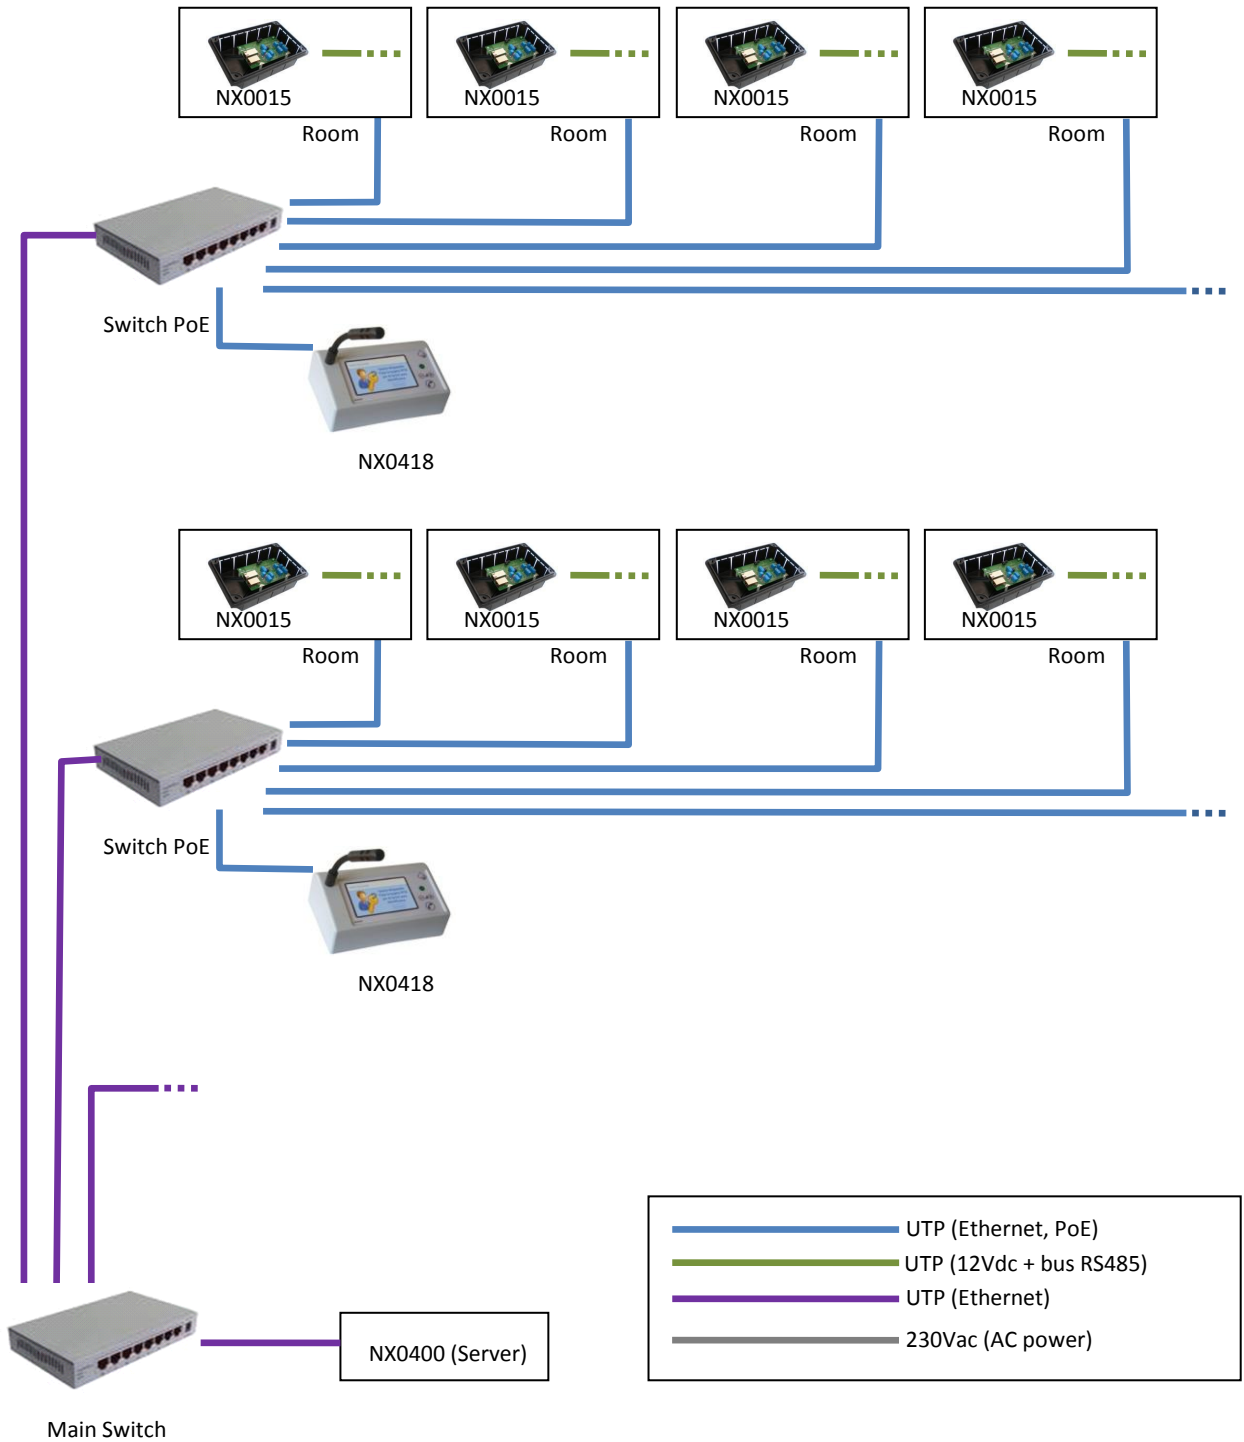 NX0015 NX0015 NX0015 NX0015
Room Room Room Room
Switch PoE
NX0418
NX0015 NX0015 NX0015 NX0015
Room Room Room Room
Switch PoE
NX0418
UTP (Ethernet, PoE)
UTP (12Vdc + bus RS485)
UTP (Ethernet)
230Vac (AC power)
NX0400 (Server)
Main Switch